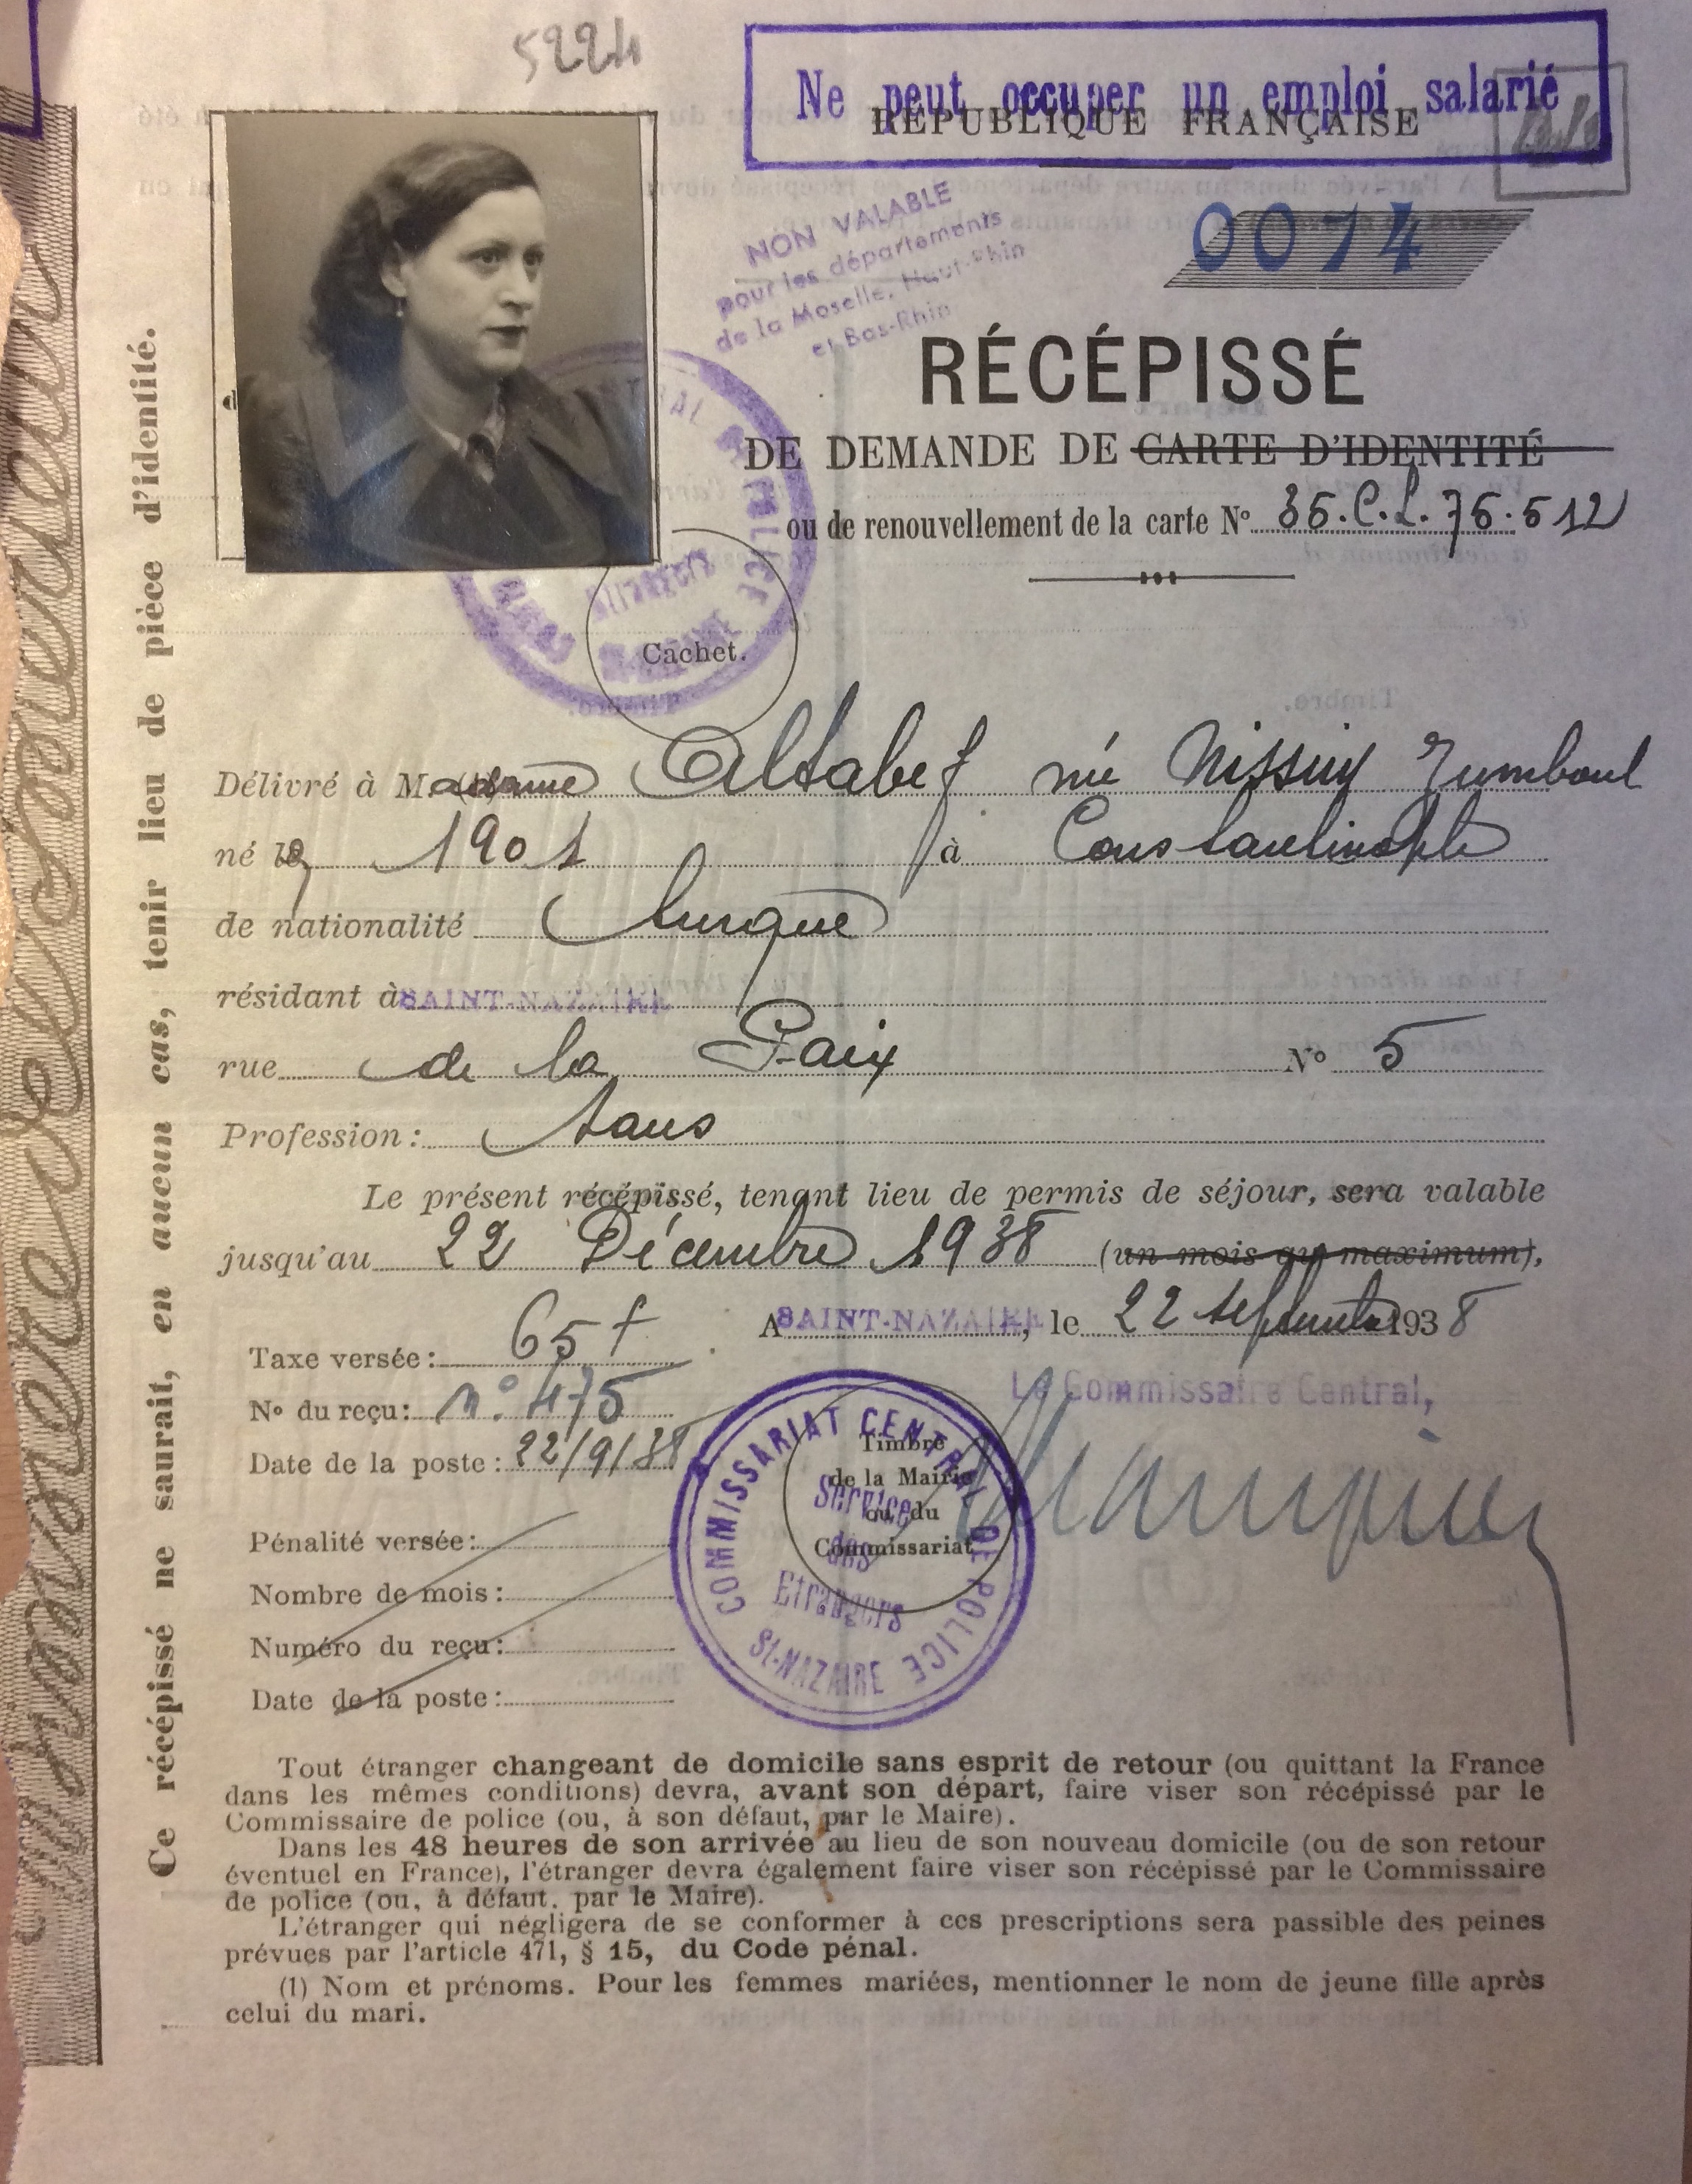 5224
Ne peut occuper un emploi salarié
RÉPUBLIQUE FRANÇAISE
NON VALABLE
pour les départements
de la Moselle, Haut-Rhin
et Bas-Rhin
0074
RÉCÉPISSÉ
DE DEMANDE DE CARTE D'IDENTITÉ
ou de renouvellement de la carte No 36.C.L.76.512
Etrangers
Cachet.
Délivré à Madame Altabef née Nissim Zumboul
né le 1901 à Constantinople
de nationalité turque
résidant à SAINT-NAZAIRE
rue de la Paix No 5
Profession : sans
Le présent récépissé, tenant lieu de permis de séjour, sera valable
jusqu'au 22 Décembre 1938 (un mois au maximum),
A SAINT-NAZAIRE, le 22 septembre 1938
Taxe versée : 65 f
Le Commissaire Central,
No du reçu : n° 475
Date de la poste : 22/9/38
Pénalité versée :
Nombre de mois :
Numéro du reçu :
Date de la poste :
COMMISSARIAT CENTRAL DE POLICE
ST-NAZAIRE
Service
des
Etrangers
Timbre
de la Mairie
ou du
Commissariat
Tout étranger changeant de domicile sans esprit de retour (ou quittant la France
dans les mêmes conditions) devra, avant son départ, faire viser son récépissé par le
Commissaire de police (ou, à son défaut, par le Maire).
Dans les 48 heures de son arrivée au lieu de son nouveau domicile (ou de son retour
éventuel en France), l'étranger devra également faire viser son récépissé par le Commissaire
de police (ou, à défaut, par le Maire).
L'étranger qui négligera de se conformer à ces prescriptions sera passible des peines
prévues par l'article 471, § 15, du Code pénal.
(1) Nom et prénoms. Pour les femmes mariées, mentionner le nom de jeune fille après
celui du mari.
Ce récépissé ne saurait, en aucun cas, tenir lieu de pièce d'identité.